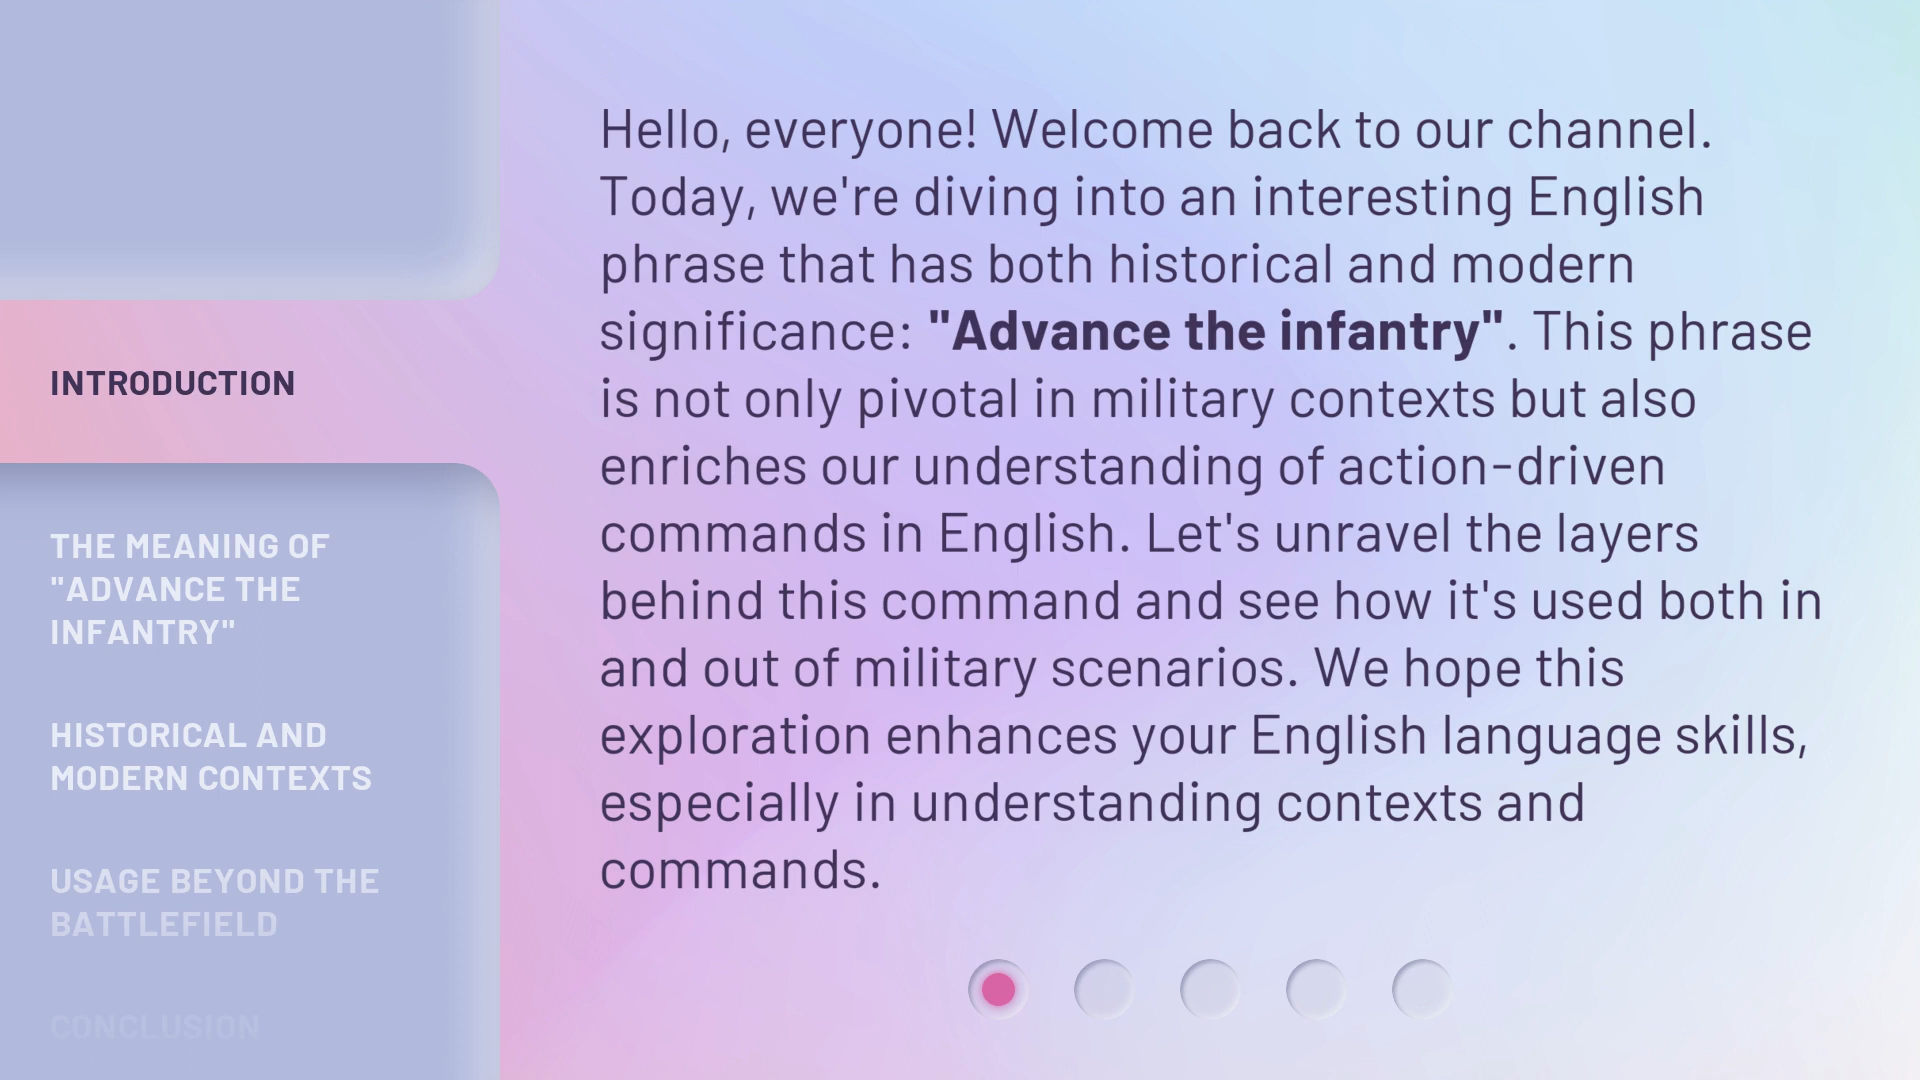 INTRODUCTION
THE MEANING OF
"ADVANCE THE
INFANTRY"
HISTORICAL AND
MODERN CONTEXTS
USAGE BEYOND THE
BATTLEFIELD
CONCLUSION
Hello, everyone! Welcome back to our channel.
Today, we're diving into an interesting English
phrase that has both historical and modern
significance: "Advance the infantry". This phrase
is not only pivotal in military contexts but also
enriches our understanding of action-driven
commands in English. Let's unravel the layers
behind this command and see how it's used both in
and out of military scenarios. We hope this
exploration enhances your English language skills,
especially in understanding contexts and
commands.